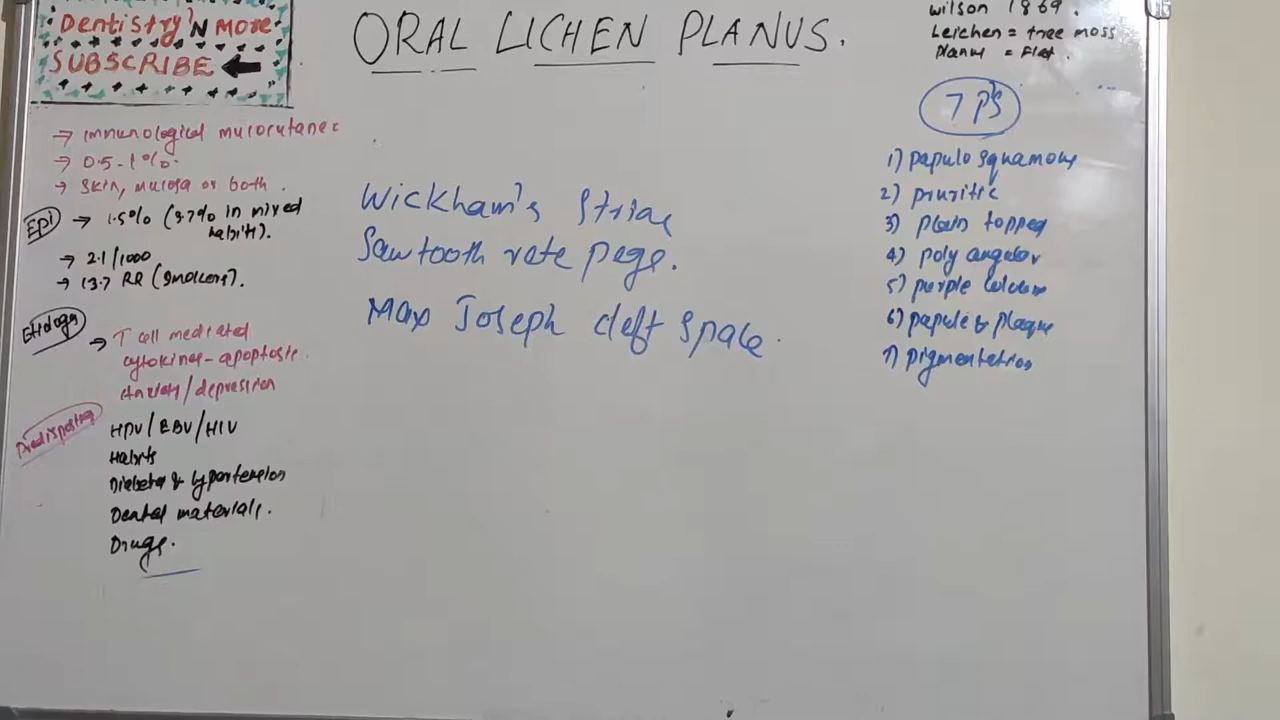 Dentistry 'N More
SUBSCRIBE
ORAL LICHEN PLANUS.
Wilson 1869.
Leichen = tree moss
Planus = Flat.
→ Immunological mucocutaneo
→ 0.5-1%.
→ Skin, mucosa or both.
Epi → 1.5% (3.7% in mixed
habits).
→ 2.1/1000
→ 13.7 RR (Smokers).
Etiology
→ T cell mediated
cytokines-apoptosis.
Anxiety/depression
Predisposing
HPV/EBV/HIV
Habits
Diabetes & hypertension
Dental materials.
Drugs.
Wickham's Striae
Sawtooth rete pegs.
Max Joseph cleft space.
7 P's
1) papulo squamous
2) pruritic
3) plain topped
4) poly angular
5) purple colour
6) papule & plaque
7) pigmentation